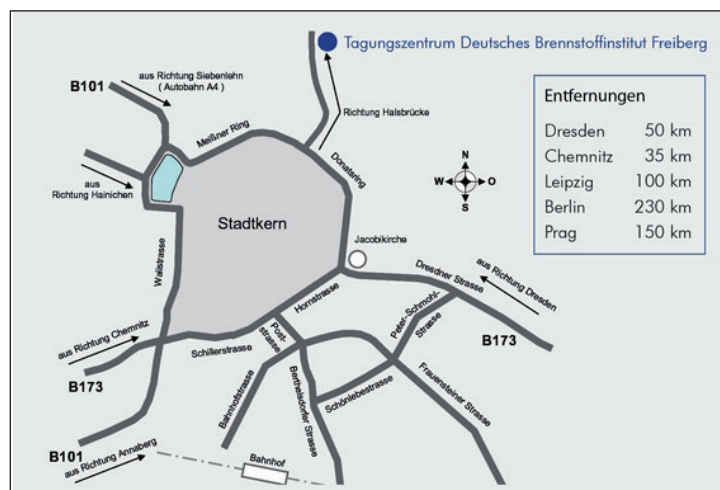 Tagungszentrum Deutsches Brennstoffinstitut Freiberg
aus Richtung Siebenlehn
( Autobahn A4 )
B101
Richtung Halsbrücke
Meißner Ring
Donatsring
Entfernungen
Dresden 50 km
Chemnitz 35 km
Leipzig 100 km
Berlin 230 km
Prag 150 km
N
W O
S
aus
Richtung Hainichen
Stadtkern
Wallstrasse
Jacobikirche
Dresdner Strasse
aus Richtung Dresden
B173
Hornstrasse
Peter-Schmohl-
Strasse
aus Richtung Chemnitz
B173
Schillerstrasse
Post-
strasse
Bahnhofstrasse
Berthelsdorfer Strasse
Schönlebestrasse
Frauensteiner Strasse
B101
aus Richtung Annaberg
Bahnhof